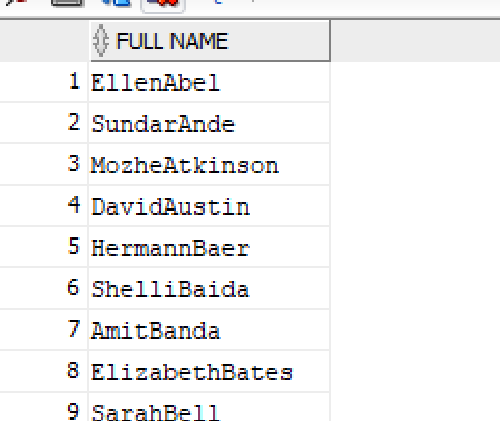 FULL NAME
1 EllenAbel
2 SundarAnde
3 MozheAtkinson
4 DavidAustin
5 HermannBaer
6 ShelliBaida
7 AmitBanda
8 ElizabethBates
9 SarahBell